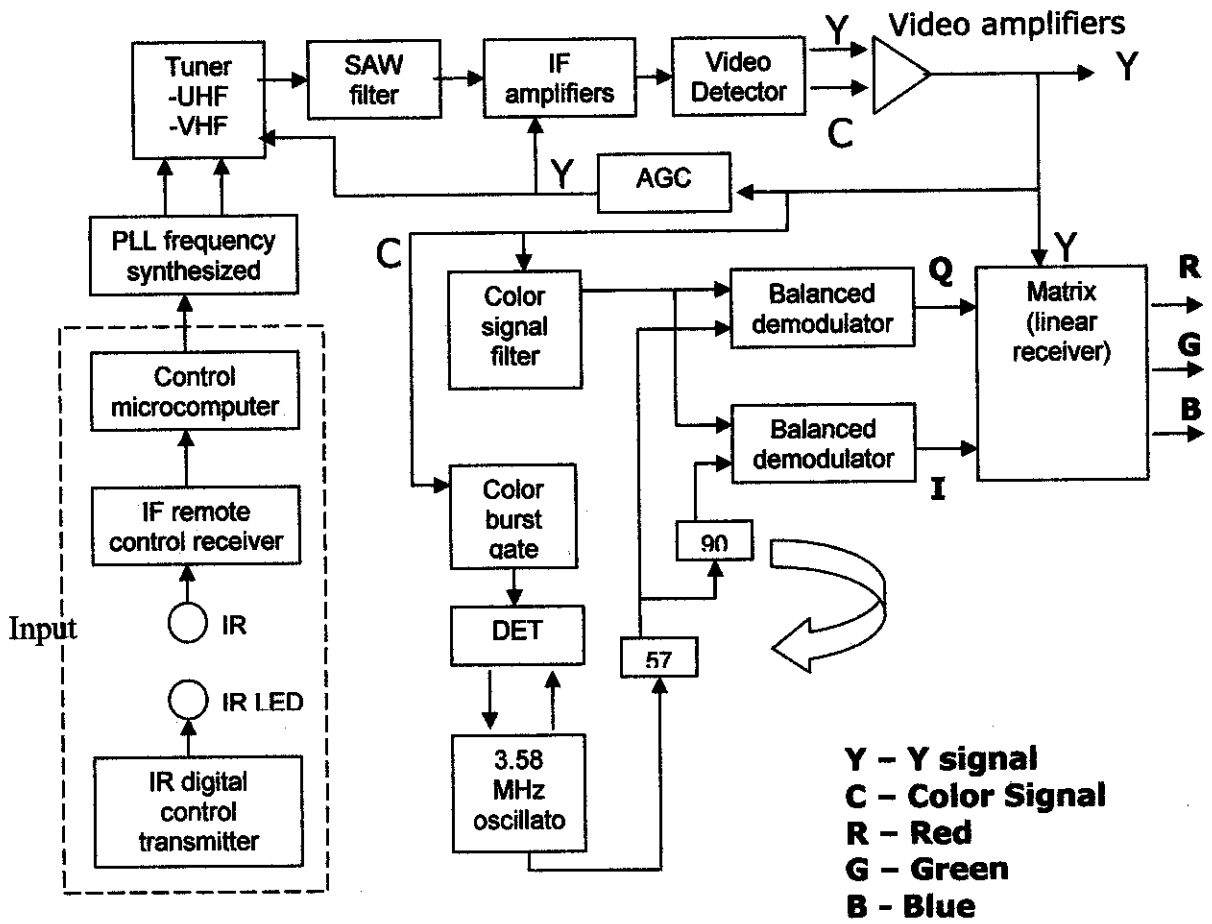 Video amplifiers
Tuner
-UHF
-VHF
SAW
filter
IF
amplifiers
Video
Detector
Y
C
Y
Y
AGC
PLL frequency
synthesized
C
Color
signal
filter
Balanced
demodulator
Q
Y
Matrix
(linear
receiver)
R
G
B
Control
microcomputer
Balanced
demodulator
I
IF remote
control receiver
Color
burst
gate
90
Input
IR
DET
57
IR LED
IR digital
control
transmitter
3.58
MHz
oscillato
Y – Y signal
C – Color Signal
R – Red
G – Green
B - Blue